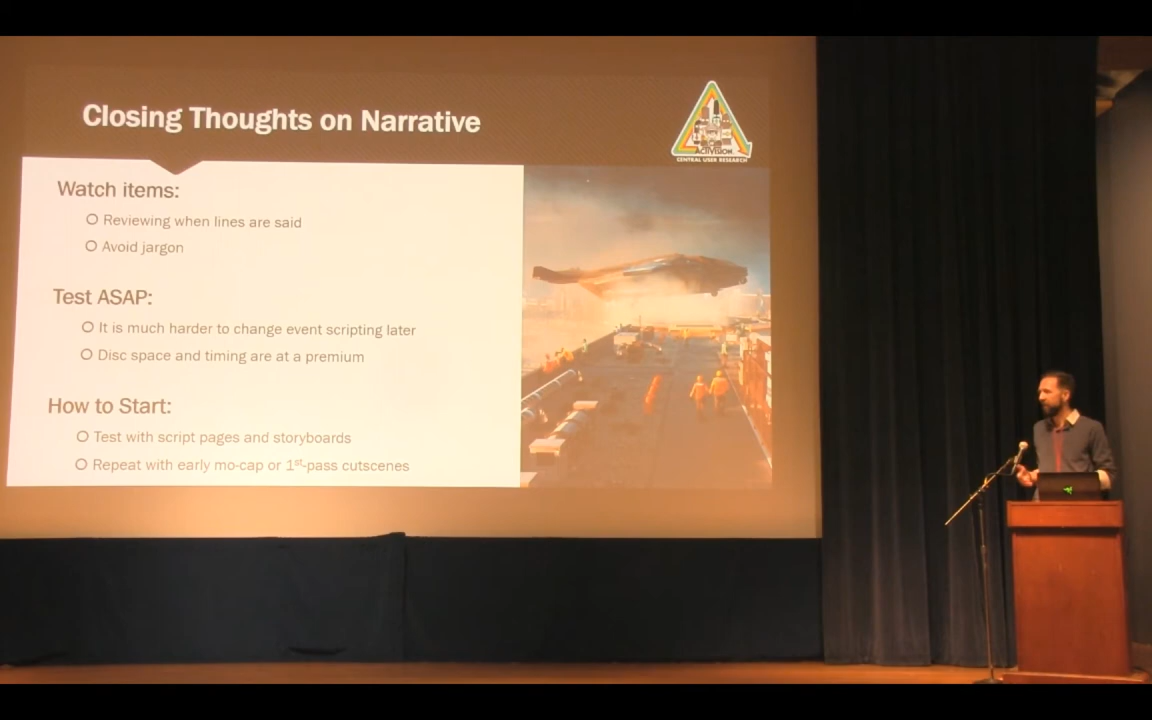 Closing Thoughts on Narrative
ACTIVISION
CENTRAL USER RESEARCH
Watch items:
Reviewing when lines are said
Avoid jargon
Test ASAP:
It is much harder to change event scripting later
Disc space and timing are at a premium
How to Start:
Test with script pages and storyboards
Repeat with early mo-cap or 1st-pass cutscenes